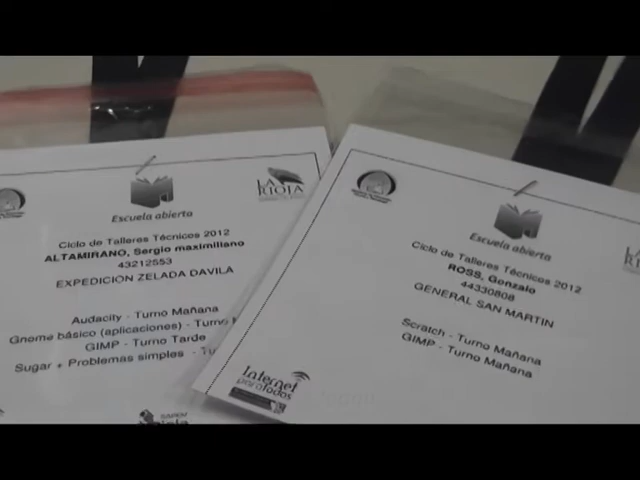 LA RIOJA
Escuela abierta
Ciclo de Talleres Técnicos 2012
ALTAMIRANO, Sergio maximiliano
43212553
EXPEDICION ZELADA DAVILA
Audacity - Turno Mañana
Gnome básico (aplicaciones) - Turno
GIMP - Turno Tarde
Sugar + Problemas simples -
Escuela abierta
Ciclo de Talleres Técnicos 2012
ROSS, Gonzalo
44330808
GENERAL SAN MARTIN
Scratch - Turno Mañana
GIMP - Turno Mañana
Internet
para todos